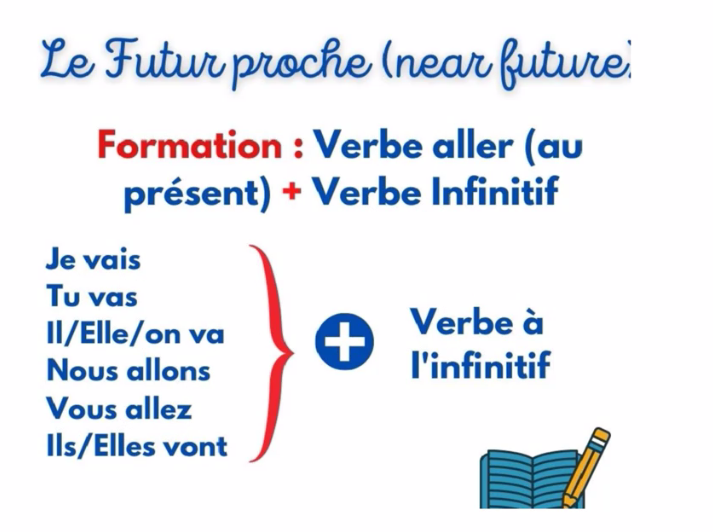 Le Futur proche (near future)
Formation : Verbe aller (au
présent) + Verbe Infinitif
Je vais
Tu vas
Il/Elle/on va
Nous allons
Vous allez
Ils/Elles vont
+
Verbe à
l'infinitif